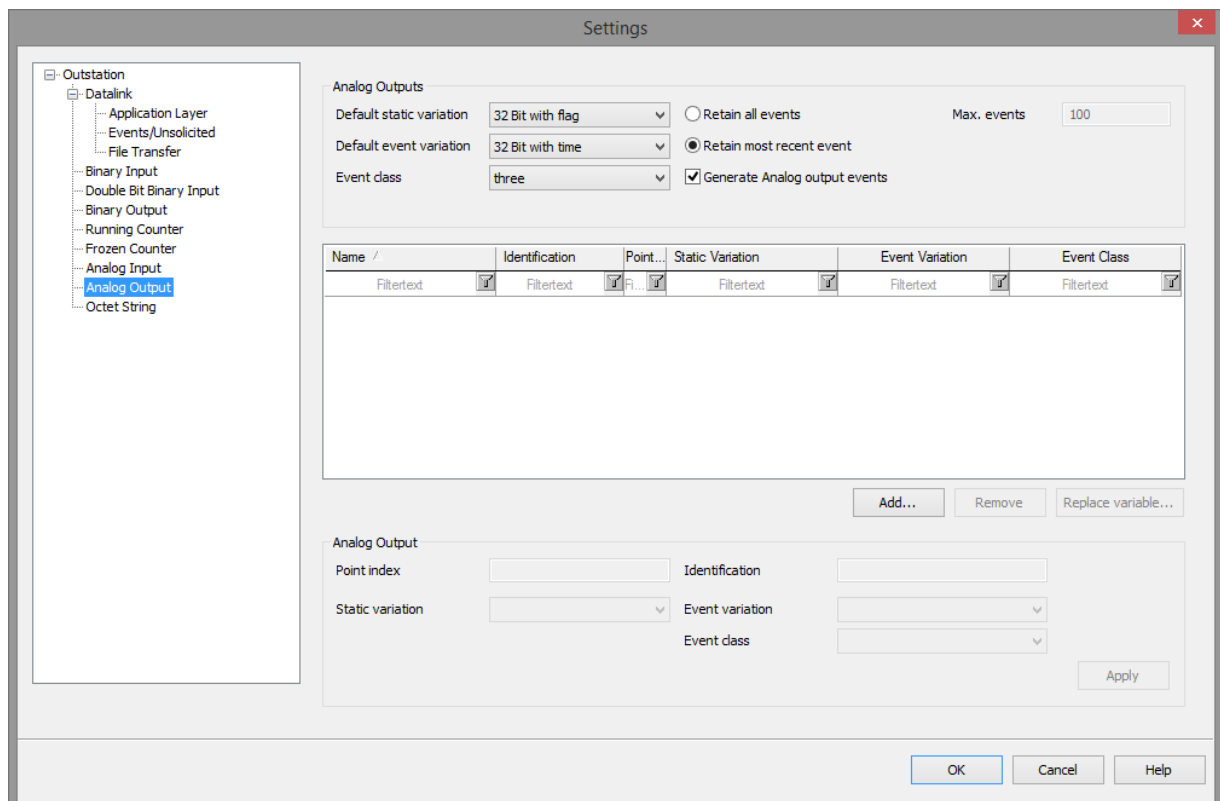 Settings
Outstation
Datalink
Application Layer
Events/Unsolicited
File Transfer
Binary Input
Double Bit Binary Input
Binary Output
Running Counter
Frozen Counter
Analog Input
Analog Output
Octet String
Analog Outputs
Default static variation 32 Bit with flag Retain all events Max. events 100
Default event variation 32 Bit with time Retain most recent event
Event class three Generate Analog output events
Name Identification Point... Static Variation Event Variation Event Class
Filtertext Filtertext Fi... Filtertext Filtertext Filtertext
Add... Remove Replace variable...
Analog Output
Point index Identification
Static variation Event variation
Event class
Apply
OK Cancel Help